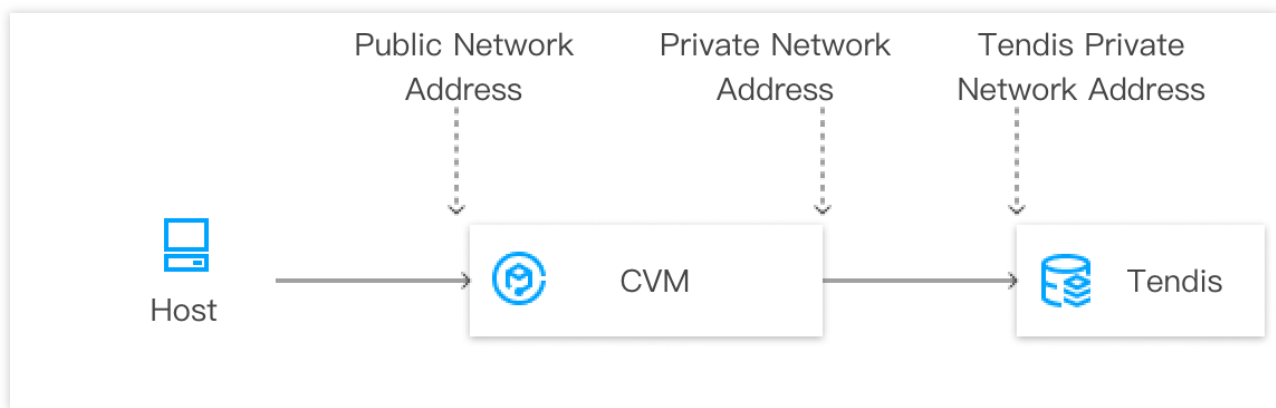 Public Network
Address
Private Network
Address
Tendis Private
Network Address
Host
CVM
Tendis